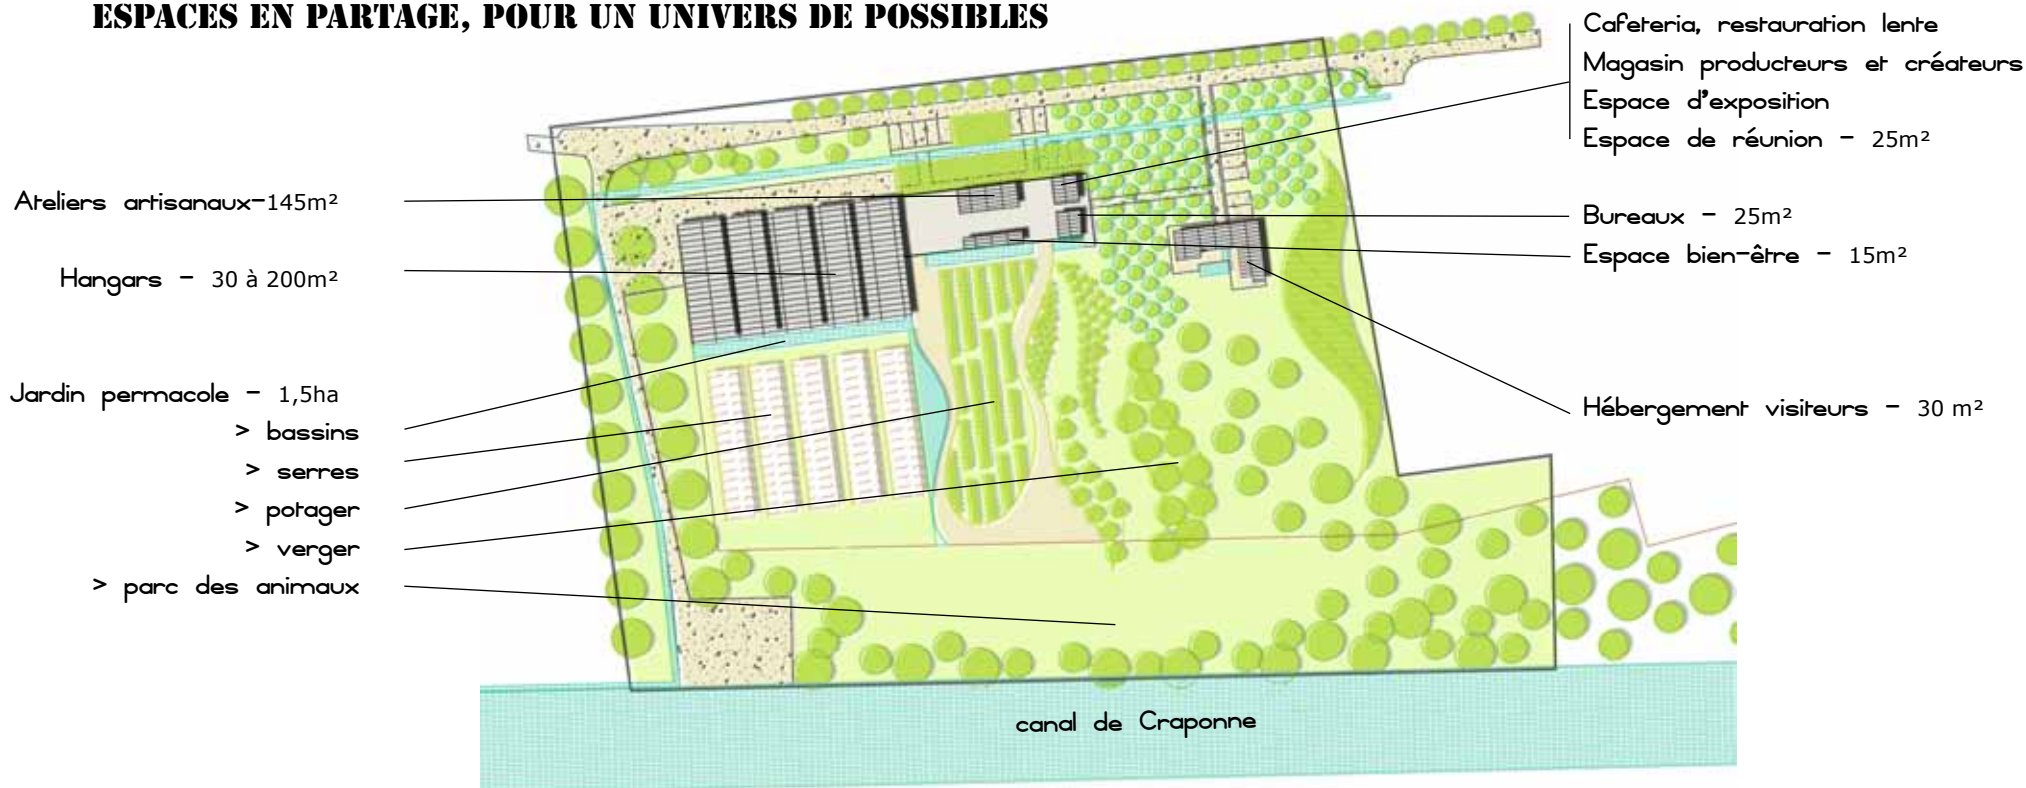 ESPACES EN PARTAGE, POUR UN UNIVERS DE POSSIBLES
Cafeteria, restauration lente
Magasin producteurs et créateurs
Espace d'exposition
Espace de réunion - 25m²
Ateliers artisanaux-145m²
Bureaux - 25m²
Espace bien-être - 15m²
Hangars - 30 à 200m²
Jardin permacole - 1,5ha
> bassins
> serres
> potager
> verger
> parc des animaux
Hébergement visiteurs - 30 m²
canal de Craponne